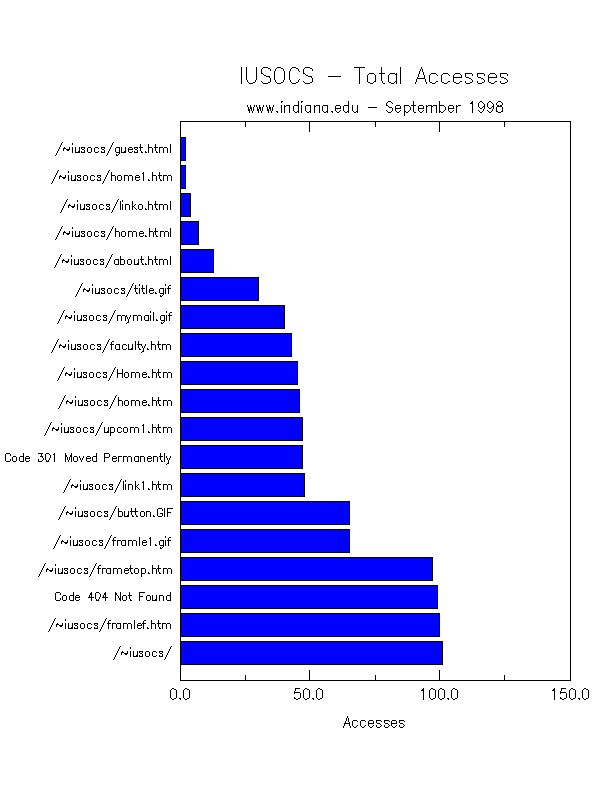 IUSOCS – Total Accesses
www.indiana.edu – September 1998
/~iusocs/guest.html
/~iusocs/home1.htm
/~iusocs/linko.html
/~iusocs/home.html
/~iusocs/about.html
/~iusocs/title.gif
/~iusocs/mymail.gif
/~iusocs/faculty.htm
/~iusocs/Home.htm
/~iusocs/home.htm
/~iusocs/upcom1.htm
Code 301 Moved Permanently
/~iusocs/link1.htm
/~iusocs/button.GIF
/~iusocs/framle1.gif
/~iusocs/frametop.htm
Code 404 Not Found
/~iusocs/framlef.htm
/~iusocs/
0.0 50.0 100.0 150.0
Accesses